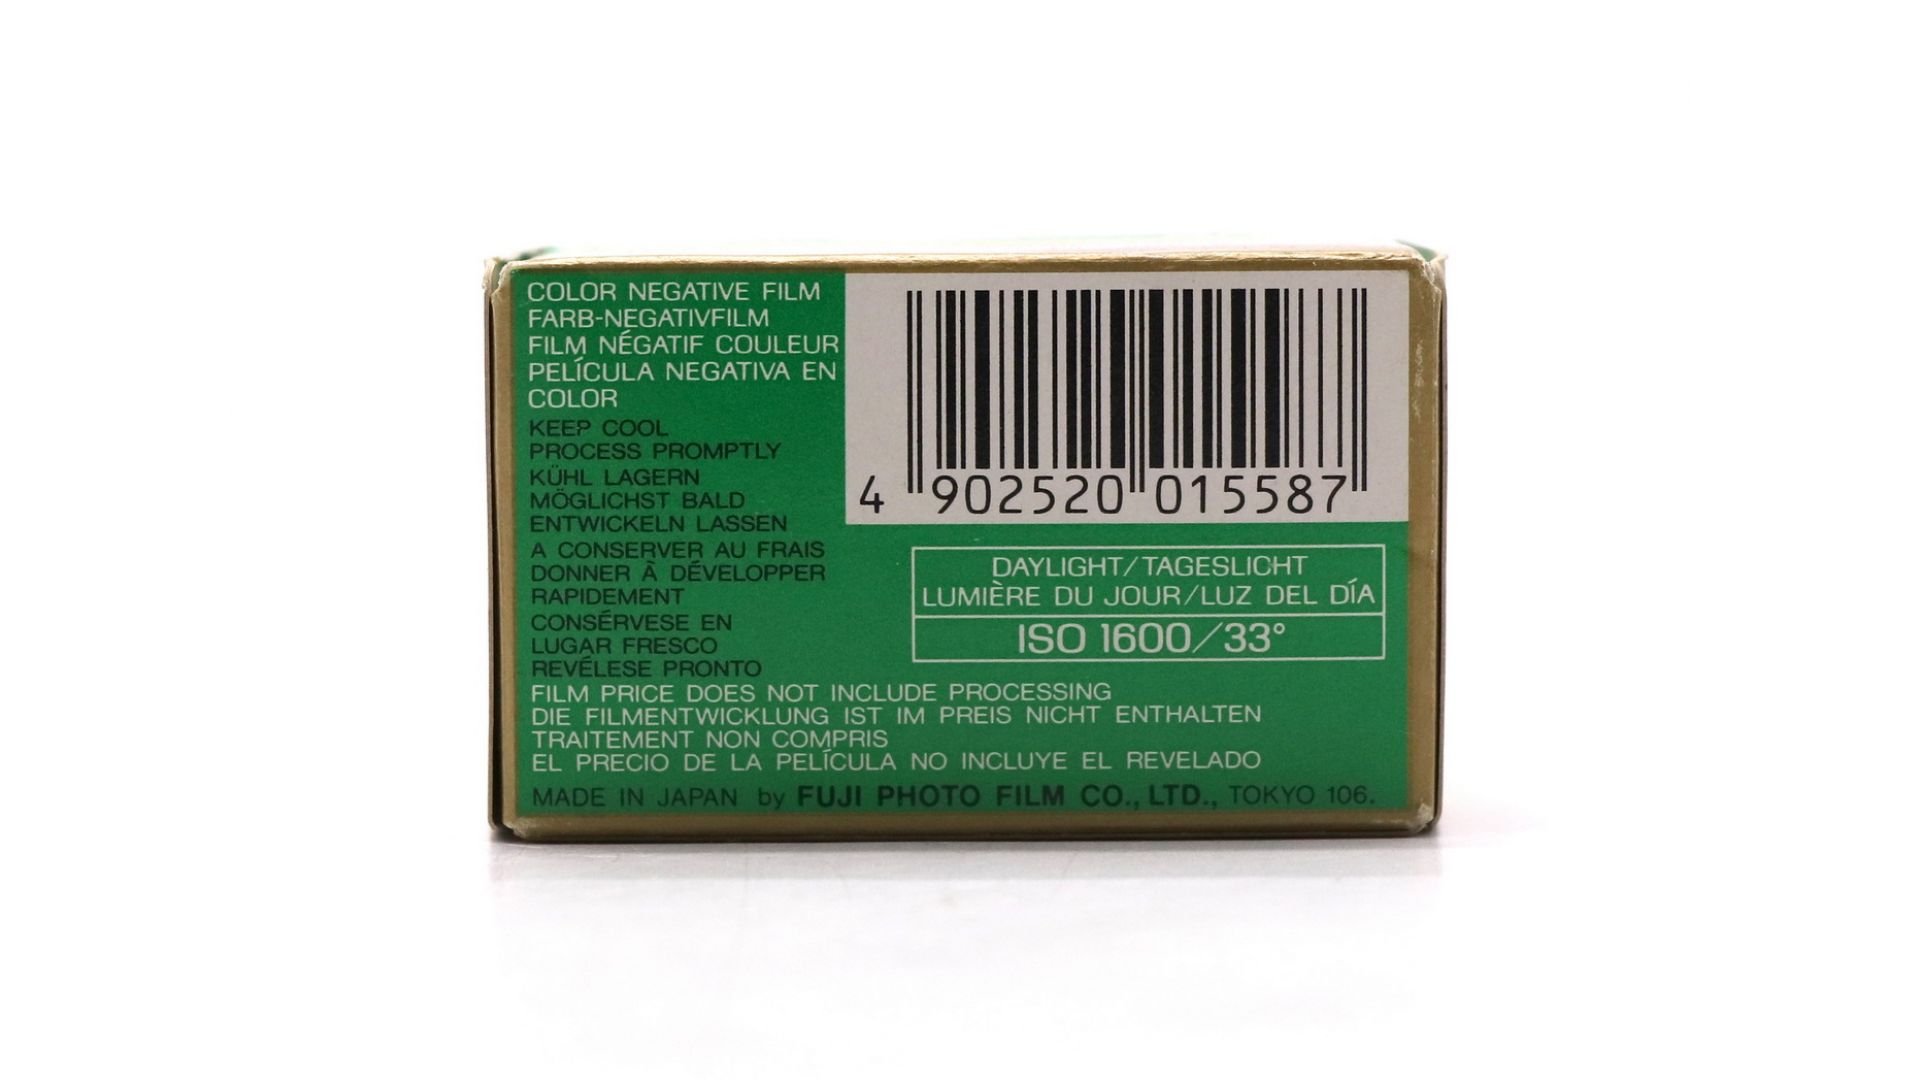 COLOR NEGATIVE FILM
FARB-NEGATIVFILM
FILM NÉGATIF COULEUR
PELÍCULA NEGATIVA EN
COLOR
KEEP COOL
PROCESS PROMPTLY
KÜHL LAGERN
MÖGLICHST BALD
ENTWICKELN LASSEN
A CONSERVER AU FRAIS
DONNER À DÉVELOPPER
RAPIDEMENT
CONSÉRVESE EN
LUGAR FRESCO
REVÉLESE PRONTO
4 902520 015587
DAYLIGHT/TAGESLICHT
LUMIÈRE DU JOUR/LUZ DEL DÍA
ISO 1600/33°
FILM PRICE DOES NOT INCLUDE PROCESSING
DIE FILMENTWICKLUNG IST IM PREIS NICHT ENTHALTEN
TRAITEMENT NON COMPRIS
EL PRECIO DE LA PELÍCULA NO INCLUYE EL REVELADO
MADE IN JAPAN by FUJI PHOTO FILM CO., LTD., TOKYO 106.